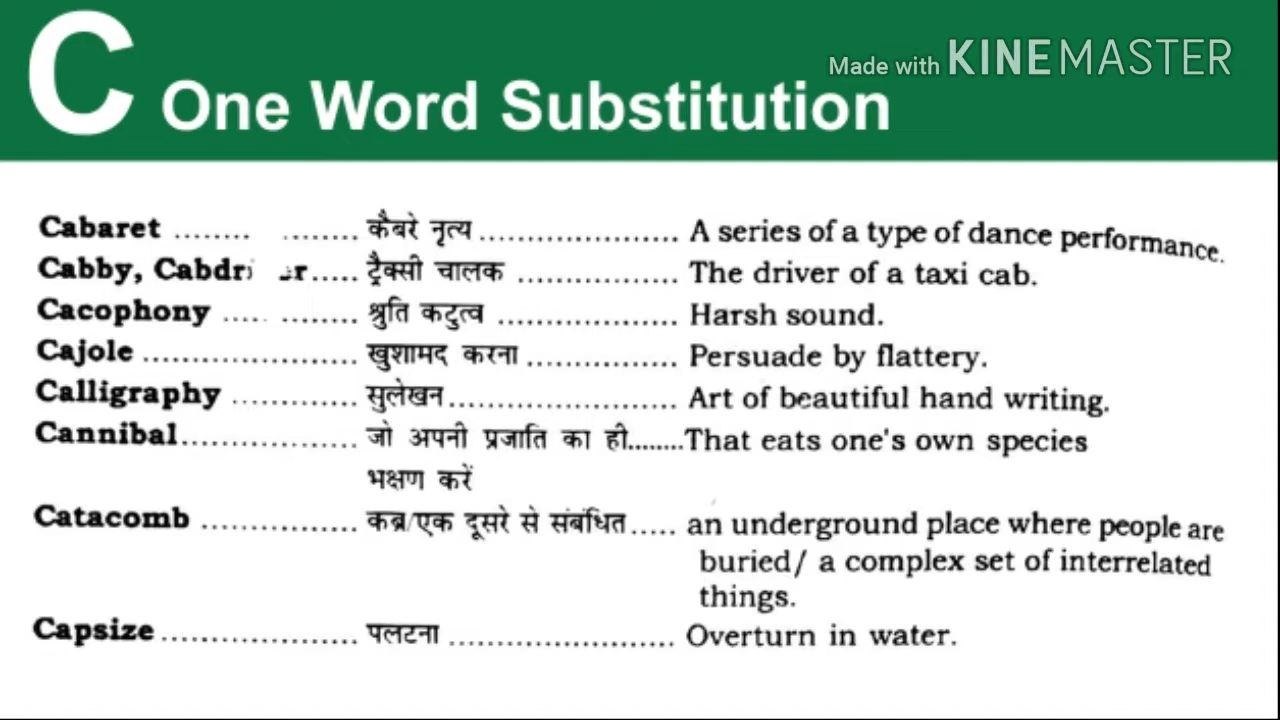 C One Word Substitution
Made with KINEMASTER
Cabaret ........ ........ कैबरे नृत्य .................... A series of a type of dance performance.
Cabby, ..... ट्रैक्सी चालक ................ The driver of a taxi cab.
Cacophony ..... ........ श्रुति कटुत्व .................. Harsh sound.
Cajole ...................... खुशामद करना ............... Persuade by flattery.
Calligraphy ............. सुलेखन ....................... Art of beautiful hand writing.
Cannibal.................. जो अपनी प्रजाति का ही........That eats one's own species
भक्षण करें
Catacomb ................ कब्र/एक दूसरे से संबंधित ..... an underground place where people are
buried/ a complex set of interrelated
things.
Capsize .................... पलटना ....................... Overturn in water.